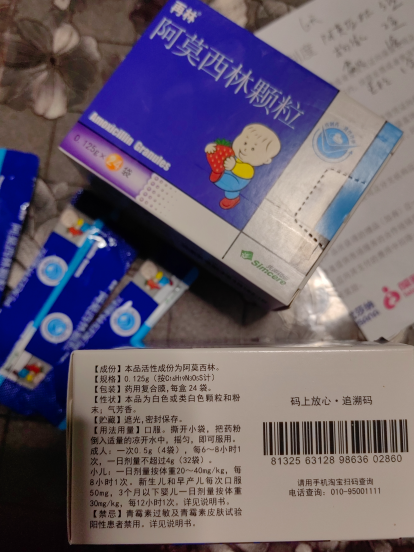 再林
阿莫西林颗粒
Amoxicillin Granules
0.125g×24袋
Simcere
【成份】本品活性成份为阿莫西林。
【规格】0.125g（按C₁₆H₁₉N₃O₅S计）
【包装】药用复合膜,每盒24袋。
【性状】本品为白色或类白色颗粒和粉
末；气芳香。
【贮藏】遮光,密封保存。
【用法用量】口服。撕开小袋，把药粉
倒入适量的凉开水中，摇匀，即可服用。
成人：一次0.5g（4袋），每6～8小时1
次，一日剂量不超过4g（32袋）。
小儿：一日剂量按体重20～40mg/kg，每
8小时1次。新生儿和早产儿每次口服
50mg，3个月以下婴儿一日剂量按体重
30mg/kg，每12小时1次。详见说明书。
【禁忌】青霉素过敏及青霉素皮肤试验
阳性患者禁用。详见说明书。
码上放心·追溯码
81325 63128 98636 02860
请用手机淘宝扫码查询
电话查询：010-95001111